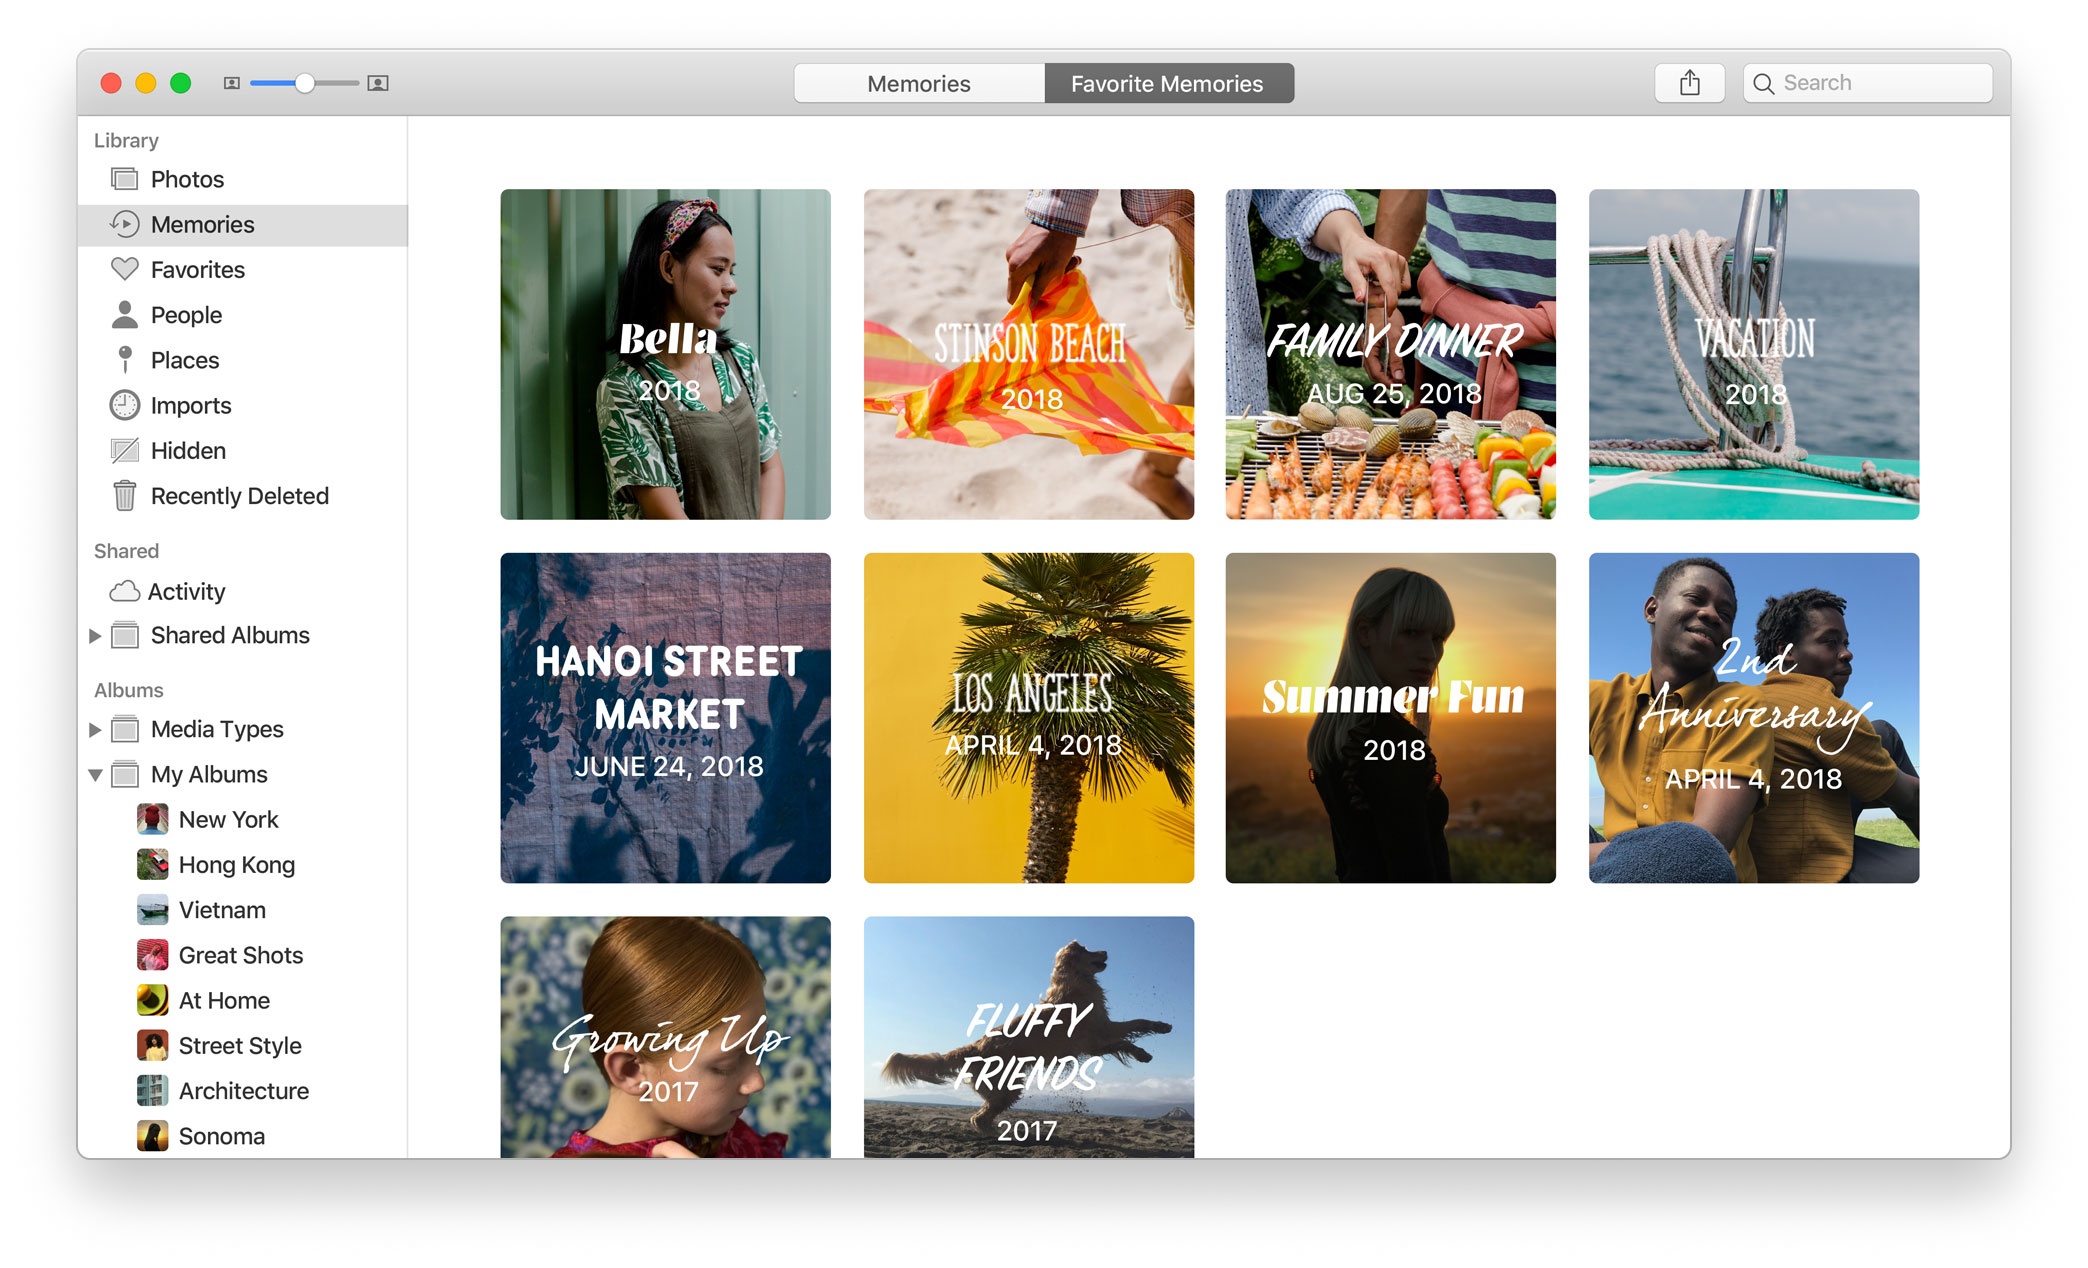 Memories
Favorite Memories
Search
Library
Photos
Memories
Favorites
People
Places
Imports
Hidden
Recently Deleted
Shared
Activity
Shared Albums
Albums
Media Types
My Albums
New York
Hong Kong
Vietnam
Great Shots
At Home
Street Style
Architecture
Sonoma
Bella
2018
STINSON BEACH
2018
FAMILY DINNER
AUG 25, 2018
VACATION
2018
HANOI STREET
MARKET
JUNE 24, 2018
LOS ANGELES
APRIL 4, 2018
Summer Fun
2018
2nd
Anniversary
APRIL 4, 2018
Growing Up
2017
FLUFFY
FRIENDS
2017